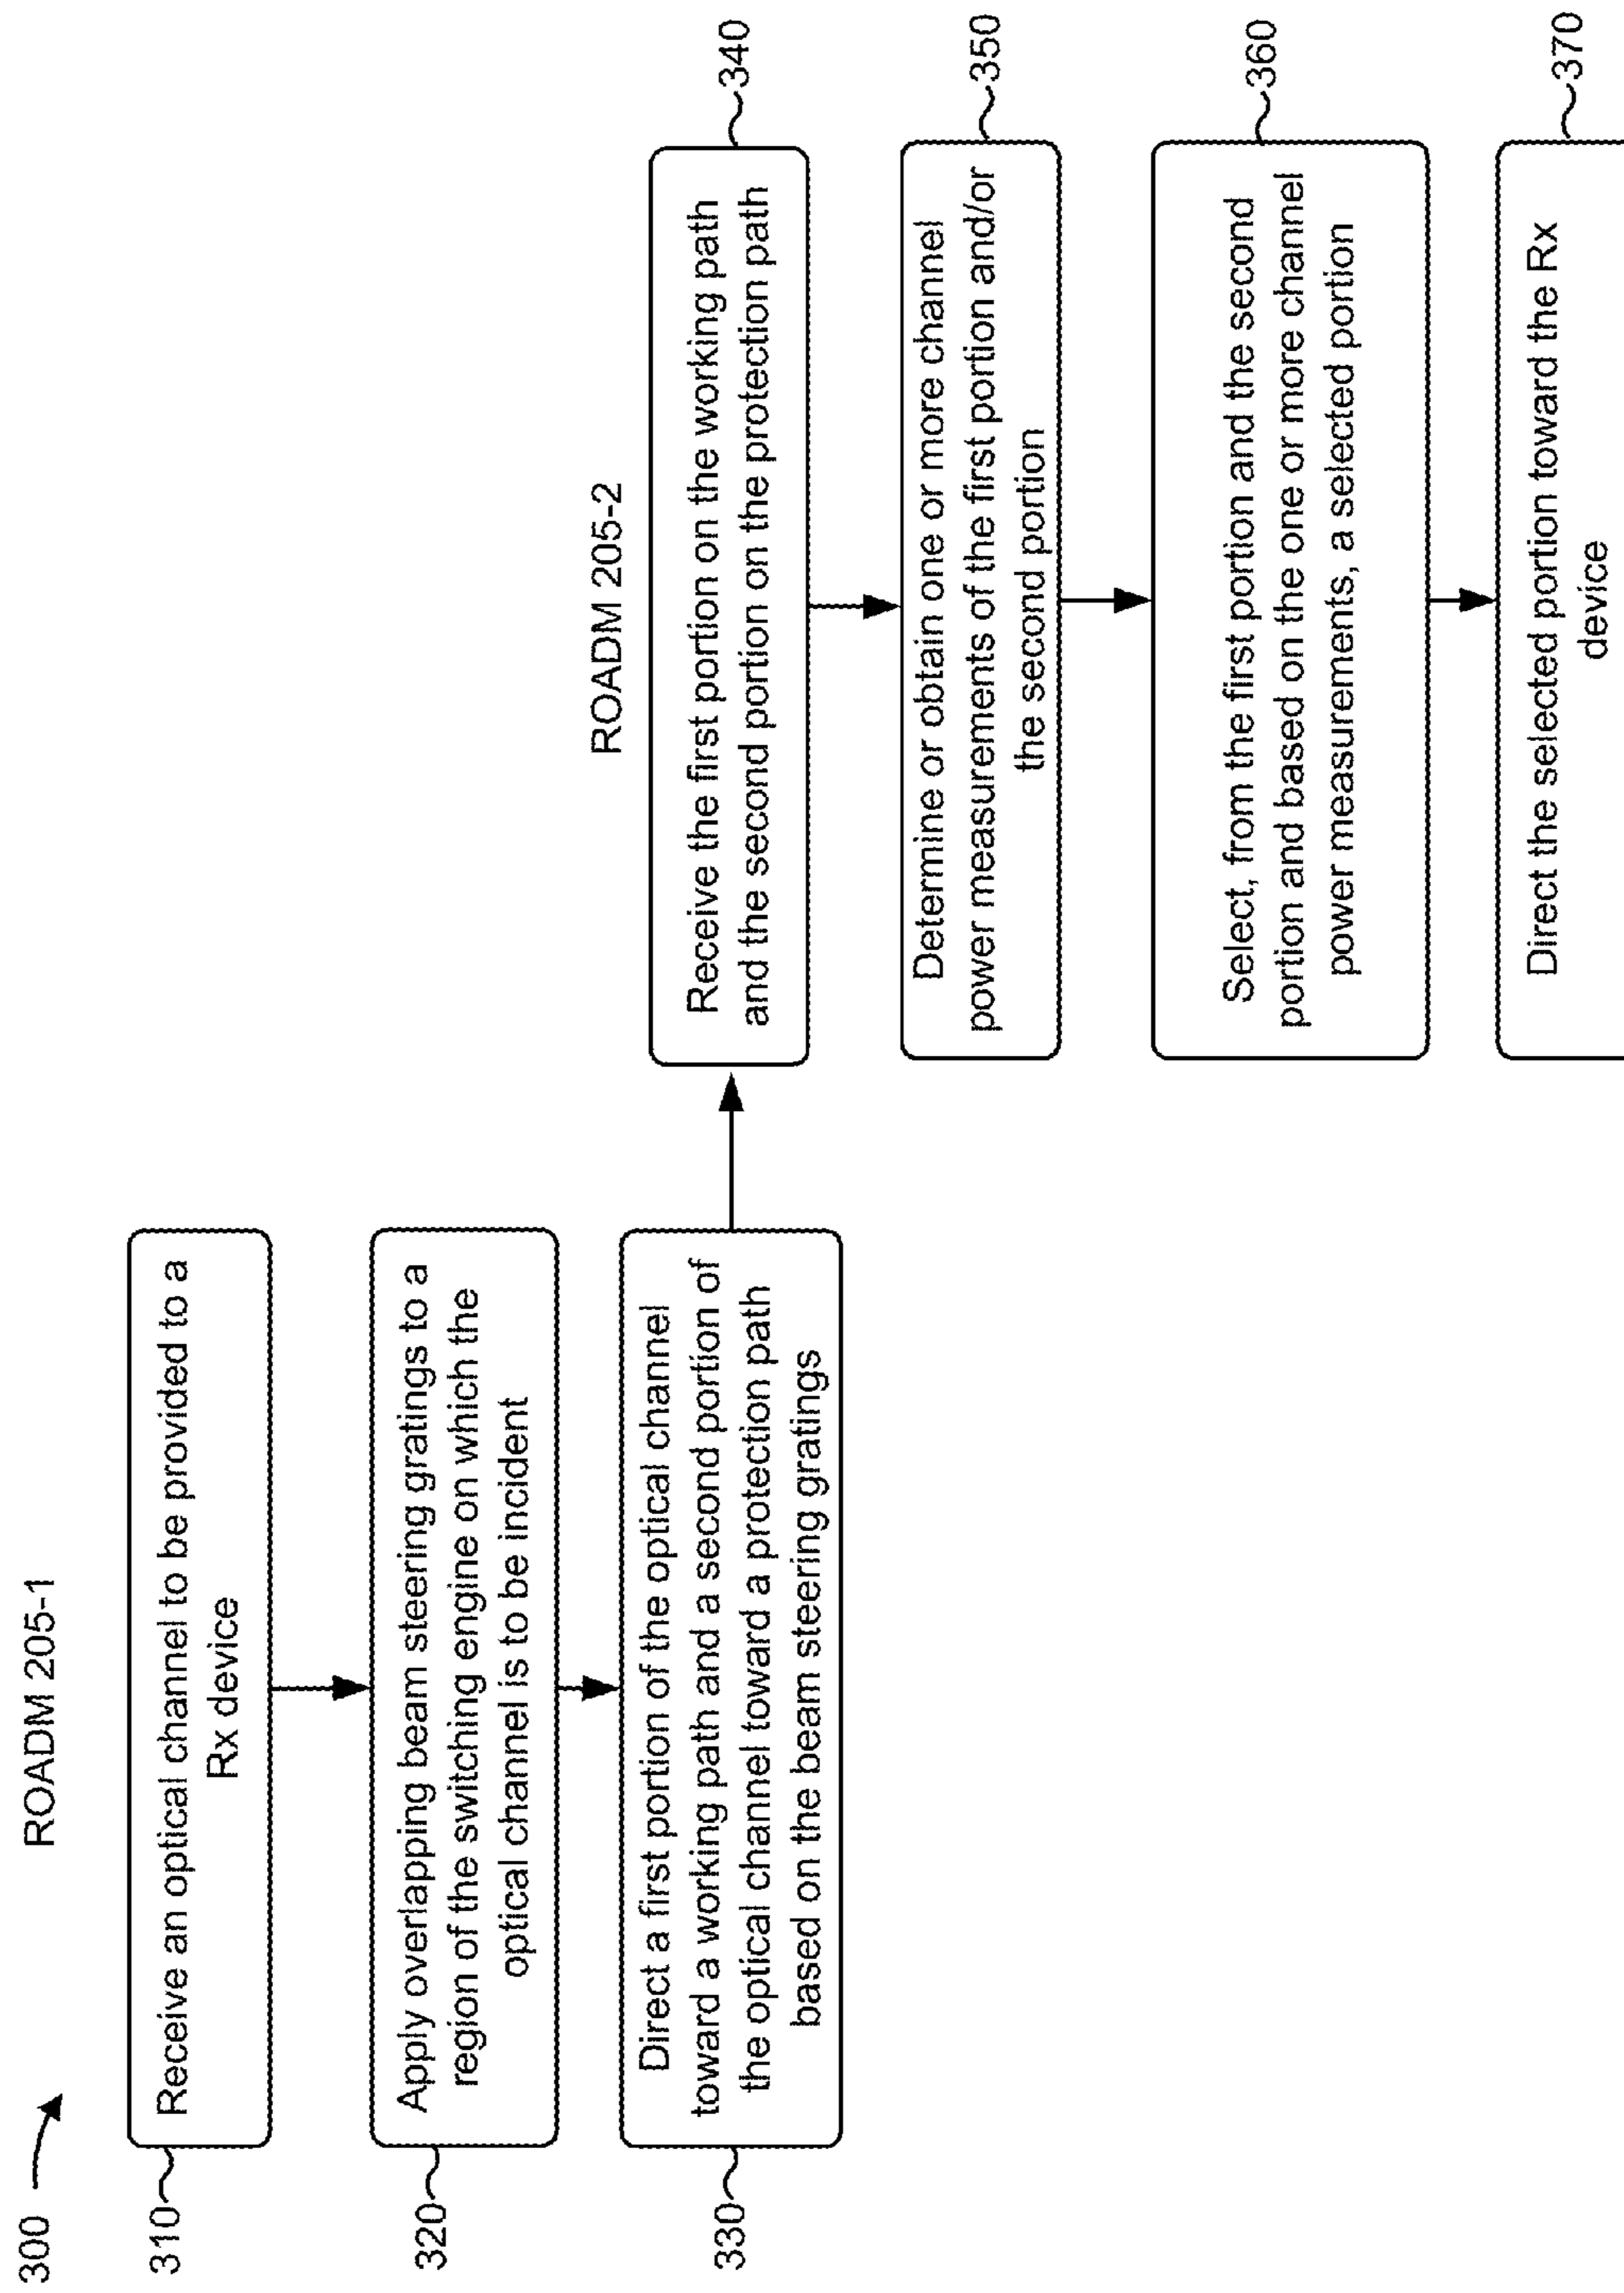 300
ROADM 205-1
310
Receive an optical channel to be provided to a
Rx device
320
Apply overlapping beam steering gratings to a
region of the switching engine on which the
optical channel is to be incident
330
Direct a first portion of the optical channel
toward a working path and a second portion of
the optical channel toward a protection path
based on the beam steering gratings
ROADM 205-2
Receive the first portion on the working path
and the second portion on the protection path
340
Determine or obtain one or more channel
power measurements of the first portion and/or
the second portion
350
Select, from the first portion and the second
portion and based on the one or more channel
power measurements, a selected portion
360
Direct the selected portion toward the Rx
device
370